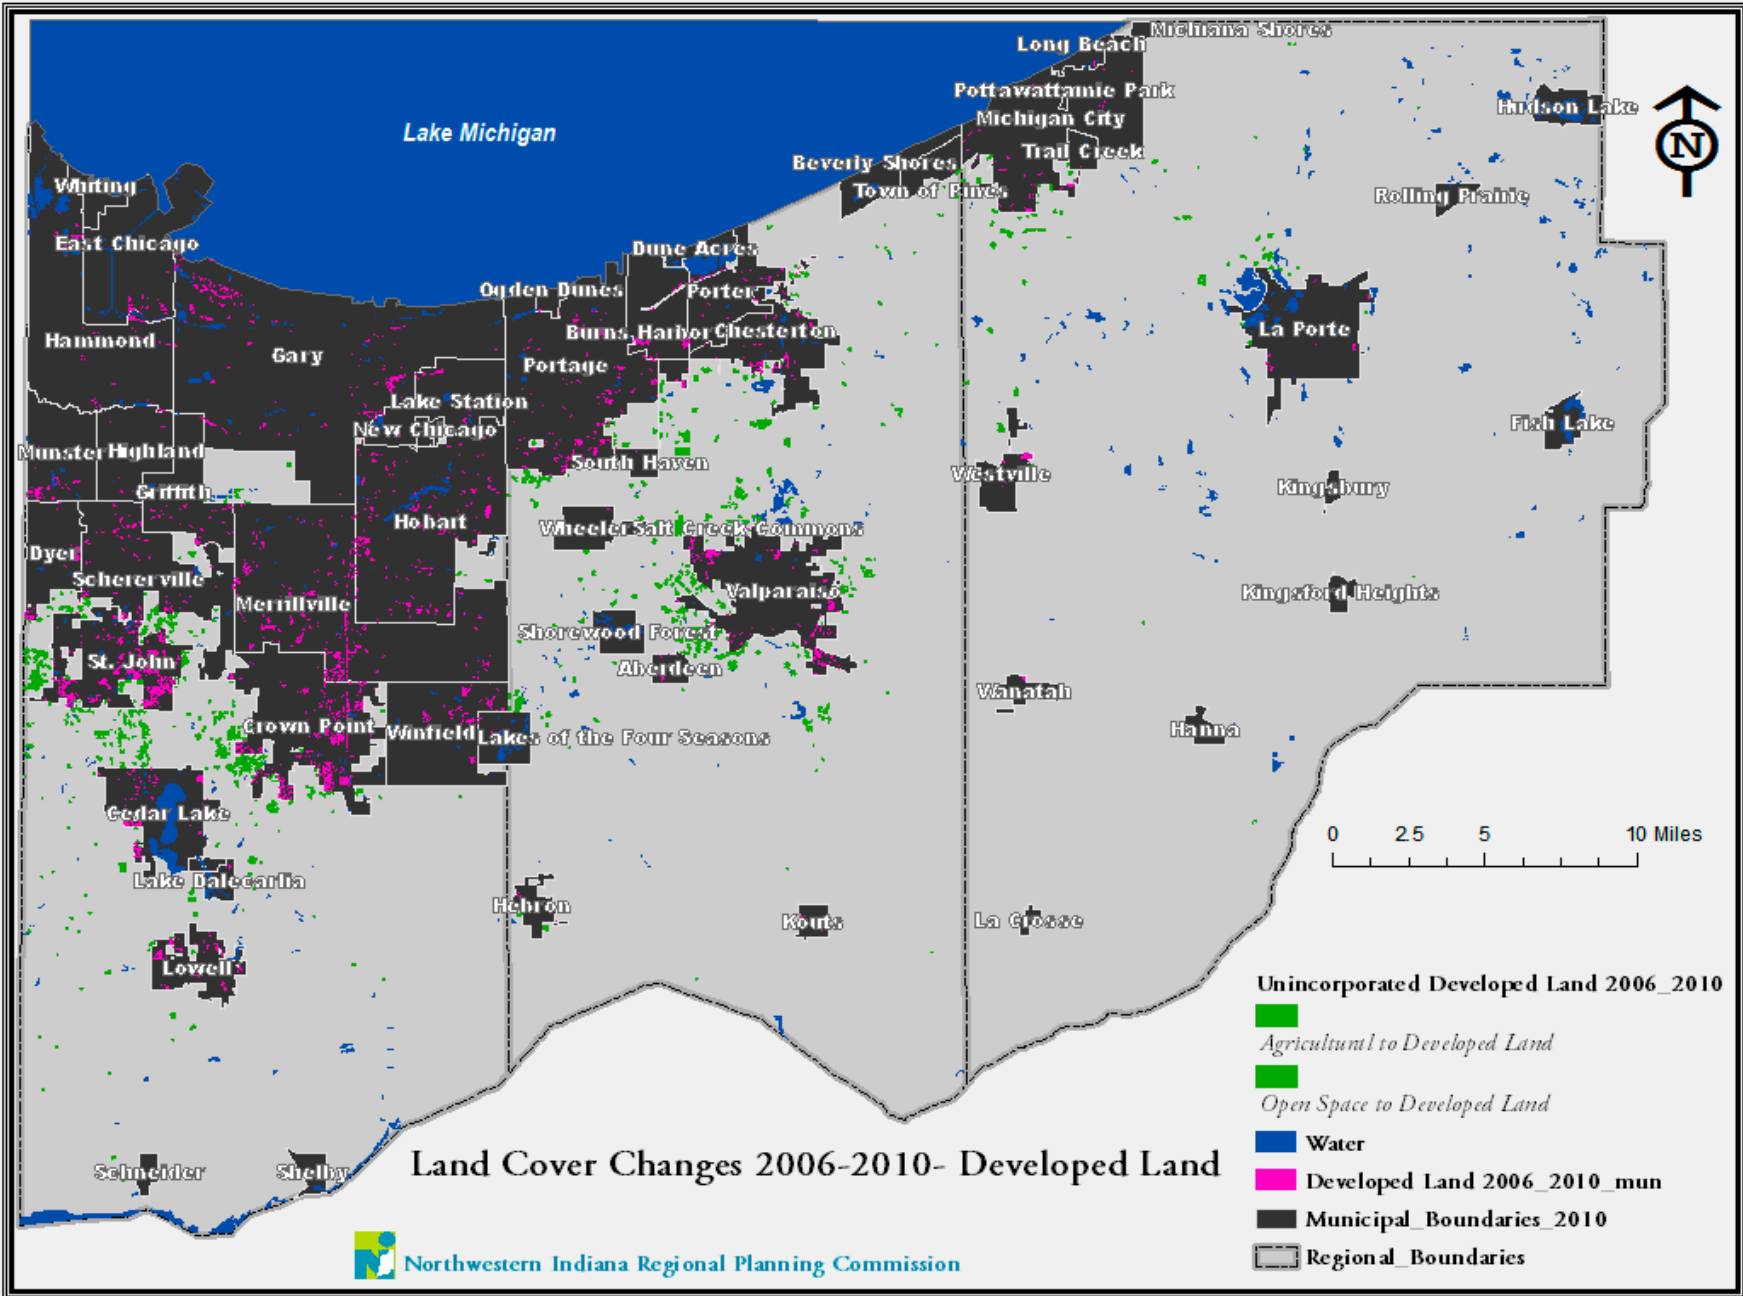 Michiana Shores
Long Beach
Pottawattamie Park
Hudson Lake
Michigan City
Lake Michigan
Trail Creek
Beverly Shores
Town of Pines
Rolling Prairie
Whiting
East Chicago
Dune Acres
Ogden Dunes
Porter
Burns Harbor
Chesterton
La Porte
Hammond
Gary
Portage
Lake Station
New Chicago
Fish Lake
Munster
Highland
South Haven
Westville
Kingsbury
Griffith
Hobart
Wheeler
Salt Creek Commons
Dyer
Schererville
Merrillville
Valparaiso
Kingsford Heights
Shorewood Forest
St. John
Aberdeen
Wanatah
Crown Point
Winfield
Lakes of the Four Seasons
Hanna
Cedar Lake
0 2.5 5 10 Miles
Lake Dalecarlia
Hebron
Kouts
La Crosse
Lowell
Unincorporated Developed Land 2006_2010
Agricultunl to Developed Land
Open Space to Developed Land
Water
Developed Land 2006_2010_mun
Municipal_Boundaries_2010
Regional_Boundaries
Schneider
Shelby
Land Cover Changes 2006-2010- Developed Land
Northwestern Indiana Regional Planning Commission
N